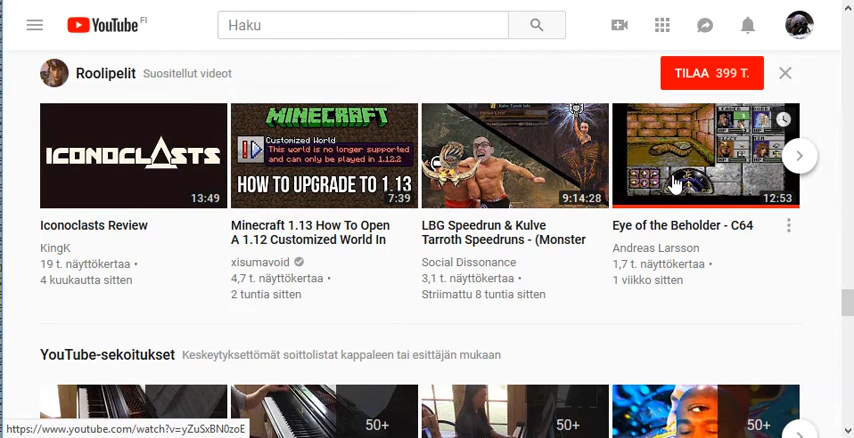 YouTube FI
Haku
Roolipelit Suositellut videot
TILAA 399 T.
ICONOCLASTS
13:49
MINECRAFT
Customized World
This world is no longer supported
and can only be played in 1.12.2
HOW TO UPGRADE TO 1.13
7:39
9:14:28
12:53
Iconoclasts Review
KingK
19 t. näyttökertaa •
4 kuukautta sitten
Minecraft 1.13 How To Open
A 1.12 Customized World In
xisumavoid
4,7 t. näyttökertaa •
2 tuntia sitten
LBG Speedrun & Kulve
Tarroth Speedruns - (Monster
Social Dissonance
3,1 t. näyttökertaa •
Striimattu 8 tuntia sitten
Eye of the Beholder - C64
Andreas Larsson
1,7 t. näyttökertaa •
1 viikko sitten
YouTube-sekoitukset Keskeytyksettömät soittolistat kappaleen tai esittäjän mukaan
50+
50+
50+
50+
https://www.youtube.com/watch?v=yZuSxBN0zoE